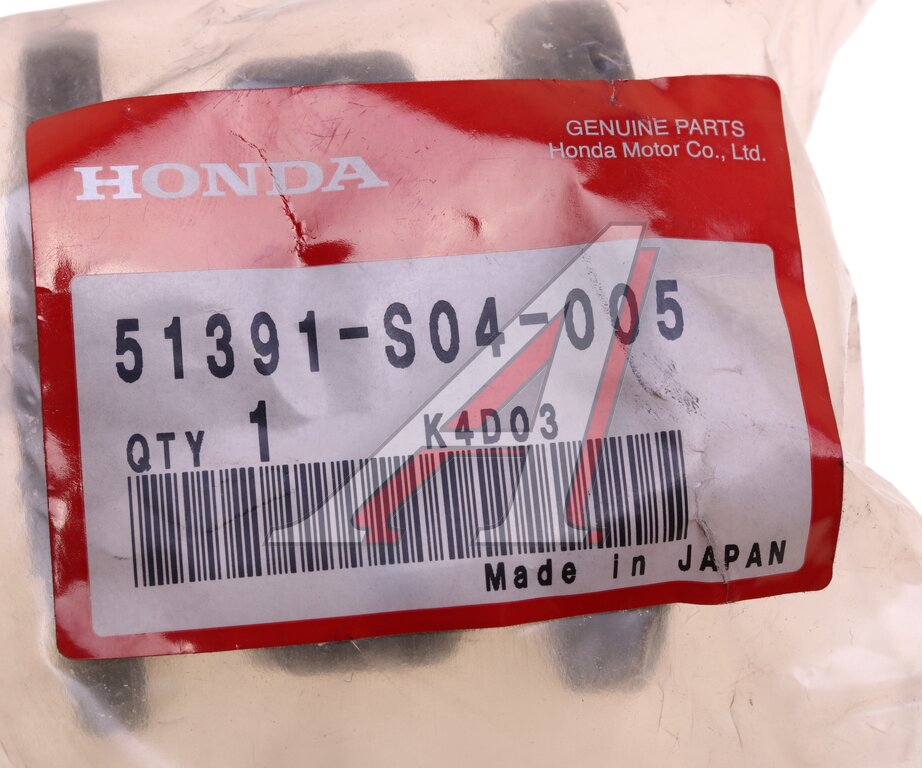 GENUINE PARTS
Honda Motor Co., Ltd.
HONDA
51391-S04-005
QTY 1 K4D03
Made in JAPAN